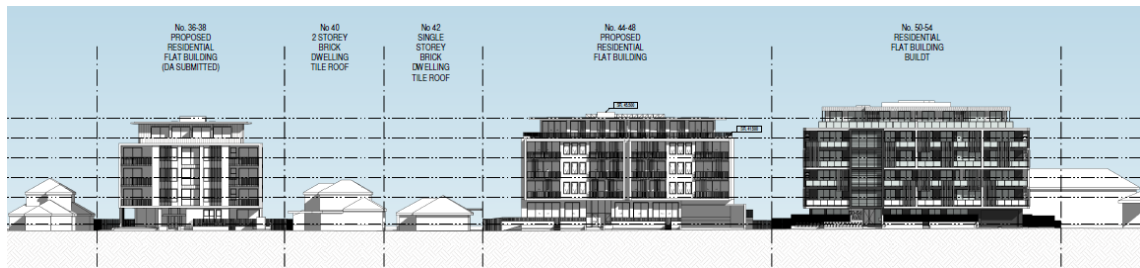 No. 36-38
PROPOSED
RESIDENTIAL
FLAT BUILDING
(DA SUBMITTED)
No 40
2 STOREY
BRICK
DWELLING
TILE ROOF
No 42
SINGLE
STOREY
BRICK
DWELLING
TILE ROOF
No. 44-48
PROPOSED
RESIDENTIAL
FLAT BUILDING
No. 50-54
RESIDENTIAL
FLAT BUILDING
BUILDT